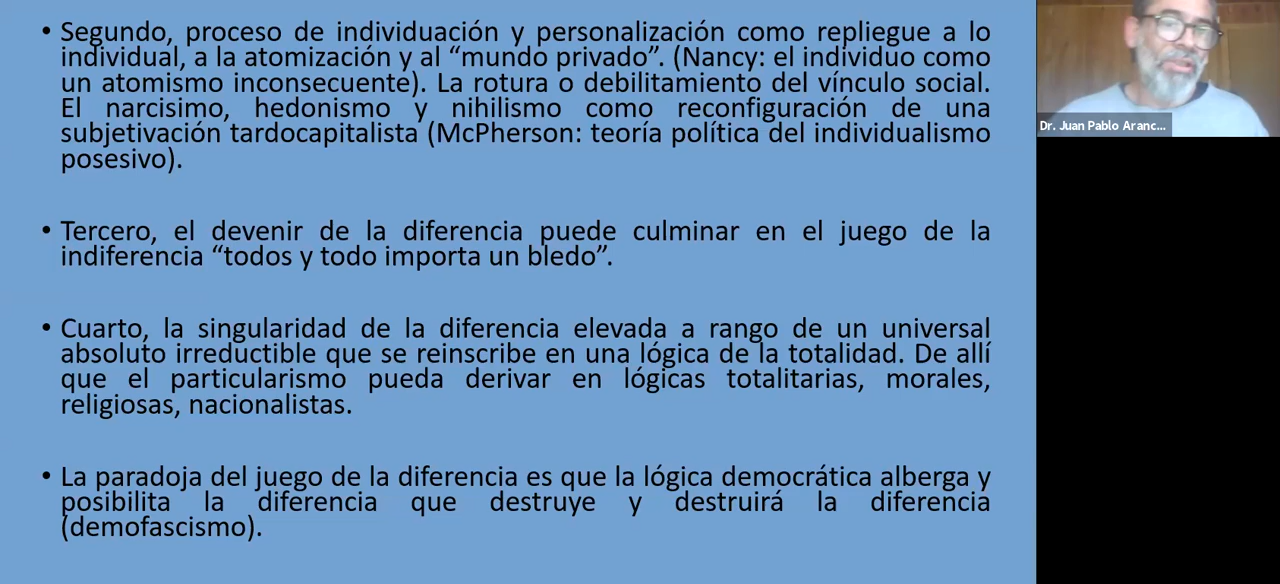 • Segundo, proceso de individuación y personalización como repliegue a lo
individual, a la atomización y al “mundo privado”. (Nancy: el individuo como
un atomismo inconsecuente). La rotura o debilitamiento del vínculo social.
El narcisimo, hedonismo y nihilismo como reconfiguración de una
subjetivación tardocapitalista (McPherson: teoría política del individualismo
posesivo).
• Tercero, el devenir de la diferencia puede culminar en el juego de la
indiferencia “todos y todo importa un bledo”.
• Cuarto, la singularidad de la diferencia elevada a rango de un universal
absoluto irreductible que se reinscribe en una lógica de la totalidad. De allí
que el particularismo pueda derivar en lógicas totalitarias, morales,
religiosas, nacionalistas.
• La paradoja del juego de la diferencia es que la lógica democrática alberga y
posibilita la diferencia que destruye y destruirá la diferencia
(demofascismo).
Dr. Juan Pablo Aranc...